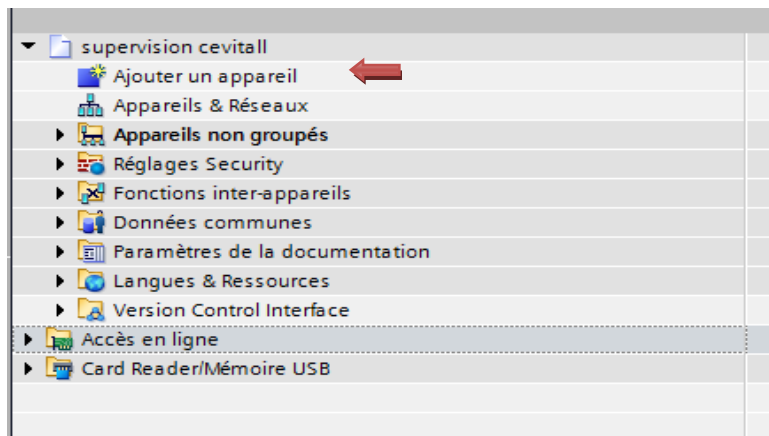 supervision cevitall
Ajouter un appareil
Appareils & Réseaux
Appareils non groupés
Réglages Security
Fonctions inter-appareils
Données communes
Paramètres de la documentation
Langues & Ressources
Version Control Interface
Accès en ligne
Card Reader/Mémoire USB